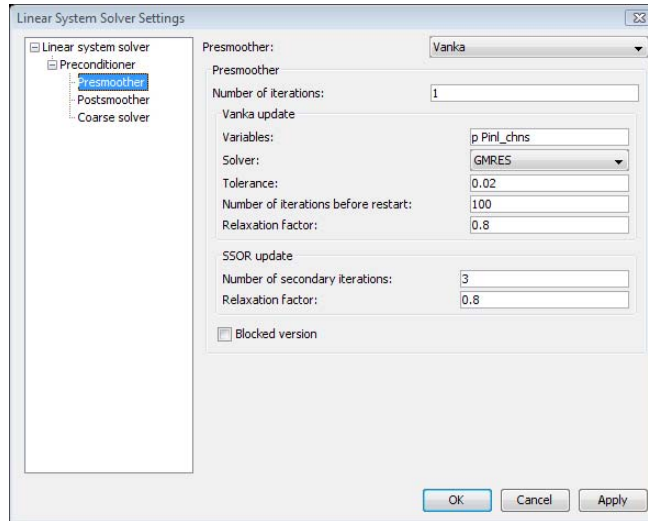 Linear System Solver Settings
Linear system solver
Preconditioner
Presmoother
Postsmoother
Coarse solver
Presmoother: Vanka
Presmoother
Number of iterations: 1
Vanka update
Variables: p Pinl_chns
Solver: GMRES
Tolerance: 0.02
Number of iterations before restart: 100
Relaxation factor: 0.8
SSOR update
Number of secondary iterations: 3
Relaxation factor: 0.8
Blocked version
OK Cancel Apply